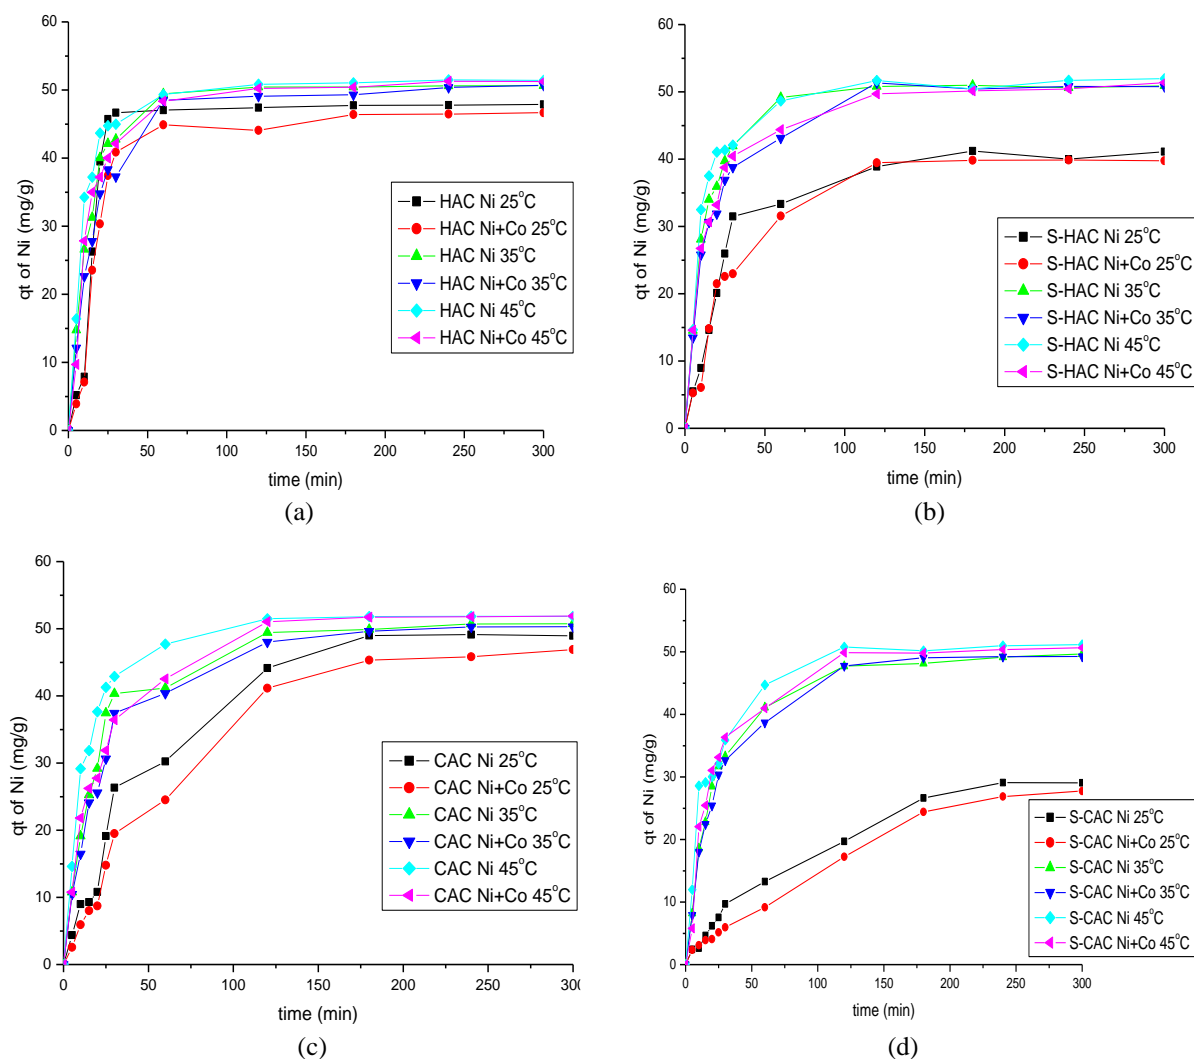 60
50
40
30
20
10
0
qt of Ni (mg/g)
HAC Ni 25°C
HAC Ni+Co 25°C
HAC Ni 35°C
HAC Ni+Co 35°C
HAC Ni 45°C
HAC Ni+Co 45°C
0 50 100 150 200 250 300
time (min)
(a)
60
50
40
30
20
10
0
qt of Ni (mg/g)
S-HAC Ni 25°C
S-HAC Ni+Co 25°C
S-HAC Ni 35°C
S-HAC Ni+Co 35°C
S-HAC Ni 45°C
S-HAC Ni+Co 45°C
0 50 100 150 200 250 300
time (min)
(b)
60
50
40
30
20
10
0
qt of Ni (mg/g)
CAC Ni 25°C
CAC Ni+Co 25°C
CAC Ni 35°C
CAC Ni+Co 35°C
CAC Ni 45°C
CAC Ni+Co 45°C
0 50 100 150 200 250 300
time (min)
(c)
60
50
40
30
20
10
0
qt of Ni (mg/g)
S-CAC Ni 25°C
S-CAC Ni+Co 25°C
S-CAC Ni 35°C
S-CAC Ni+Co 35°C
S-CAC Ni 45°C
S-CAC Ni+Co 45°C
0 50 100 150 200 250 300
time (min)
(d)